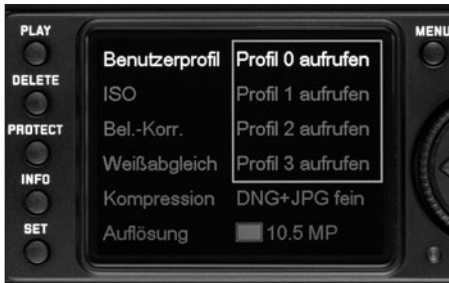 PLAY
MENU
Benutzerprofil Profil 0 aufrufen
DELETE
ISO Profil 1 aufrufen
PROTECT
Bel.-Korr. Profil 2 aufrufen
Weißabgleich Profil 3 aufrufen
INFO
Kompression DNG+JPG fein
SET
Auflösung 10.5 MP